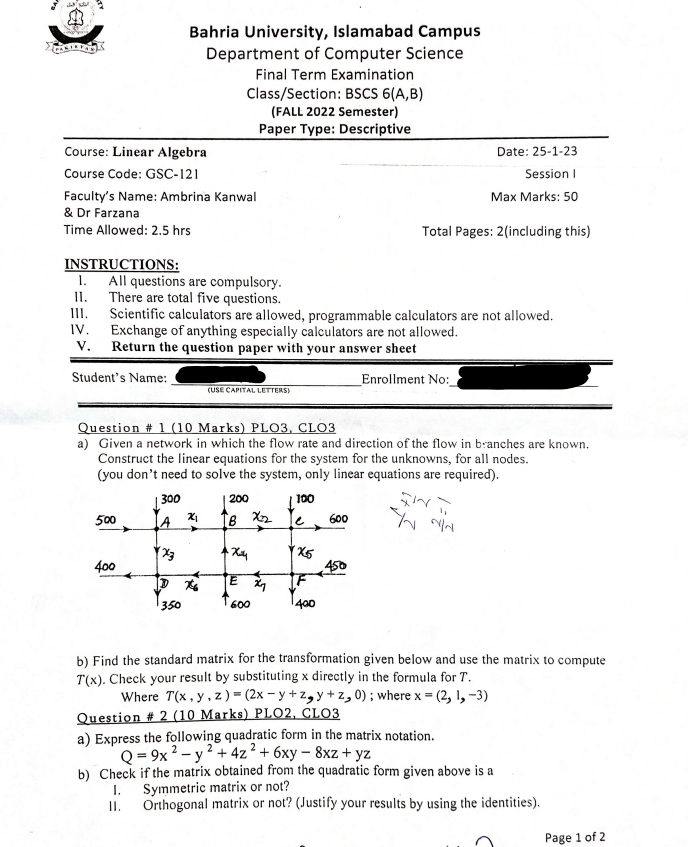 PAKISTAN
Bahria University, Islamabad Campus
Department of Computer Science
Final Term Examination
Class/Section: BSCS 6(A,B)
(FALL 2022 Semester)
Paper Type: Descriptive
Course: Linear Algebra Date: 25-1-23
Course Code: GSC-121 Session I
Faculty's Name: Ambrina Kanwal Max Marks: 50
& Dr Farzana
Time Allowed: 2.5 hrs Total Pages: 2(including this)
INSTRUCTIONS:
I. All questions are compulsory.
II. There are total five questions.
III. Scientific calculators are allowed, programmable calculators are not allowed.
IV. Exchange of anything especially calculators are not allowed.
V. Return the question paper with your answer sheet
Student's Name: Enrollment No:
(USE CAPITAL LETTERS)
Question # 1 (10 Marks) PLO3, CLO3
a) Given a network in which the flow rate and direction of the flow in branches are known.
Construct the linear equations for the system for the unknowns, for all nodes.
(you don't need to solve the system, only linear equations are required).
300 200 100
500 A x1 B x2 C 600
x3 x4 x5
400 450
D x6 E x7 F
350 600 400
b) Find the standard matrix for the transformation given below and use the matrix to compute
T(x). Check your result by substituting x directly in the formula for T.
Where T(x , y , z ) = (2x − y + z, y + z, 0) ; where x = (2, 1, −3)
Question # 2 (10 Marks) PLO2, CLO3
a) Express the following quadratic form in the matrix notation.
Q = 9x² − y² + 4z² + 6xy − 8xz + yz
b) Check if the matrix obtained from the quadratic form given above is a
I. Symmetric matrix or not?
II. Orthogonal matrix or not? (Justify your results by using the identities).
Page 1 of 2